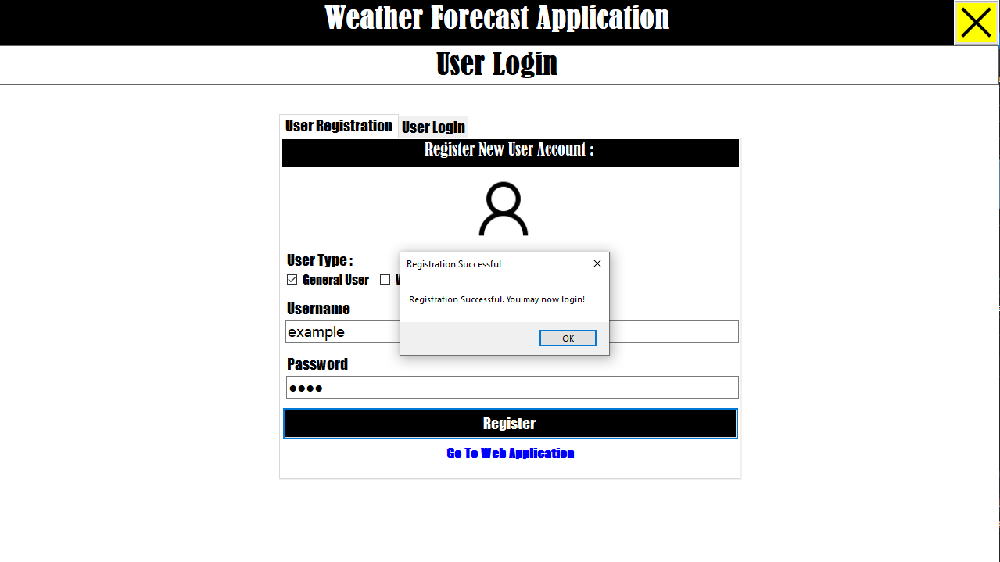 Weather Forecast Application
User Login
User Registration User Login
Register New User Account :
User Type :
Registration Successful
General User
Registration Successful. You may now login!
Username
example
OK
Password
Register
Go To Web Application